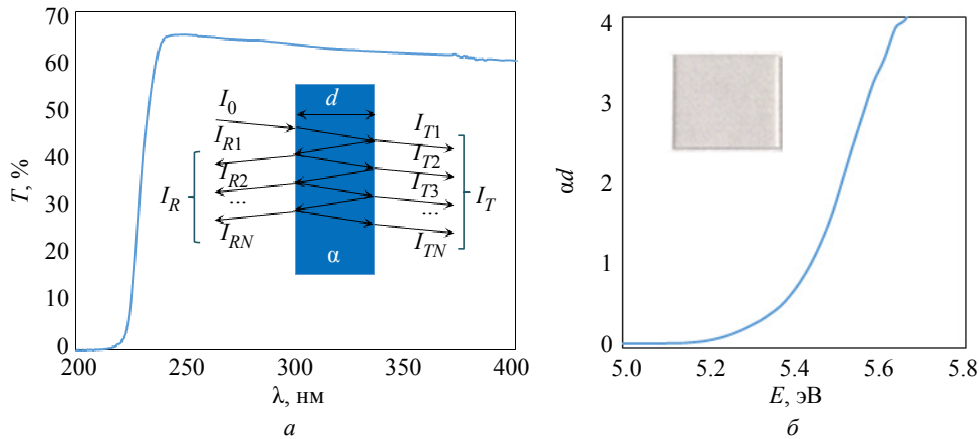 T, %
70
60
50
40
30
20
10
0
200 250 300 350 400
λ, нм
а
I0
IR1
IR2
...
IRN
IR
d
α
IT1
IT2
IT3
...
ITN
IT
αd
4
3
2
1
0
5.0 5.2 5.4 5.6 5.8
E, эВ
б